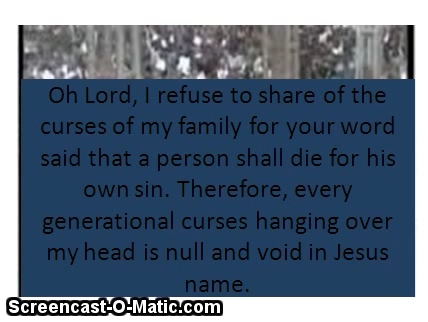 Oh Lord, I refuse to share of the
curses of my family for your word
said that a person shall die for his
own sin. Therefore, every
generational curses hanging over
my head is null and void in Jesus
name.
Screencast-O-Matic.com